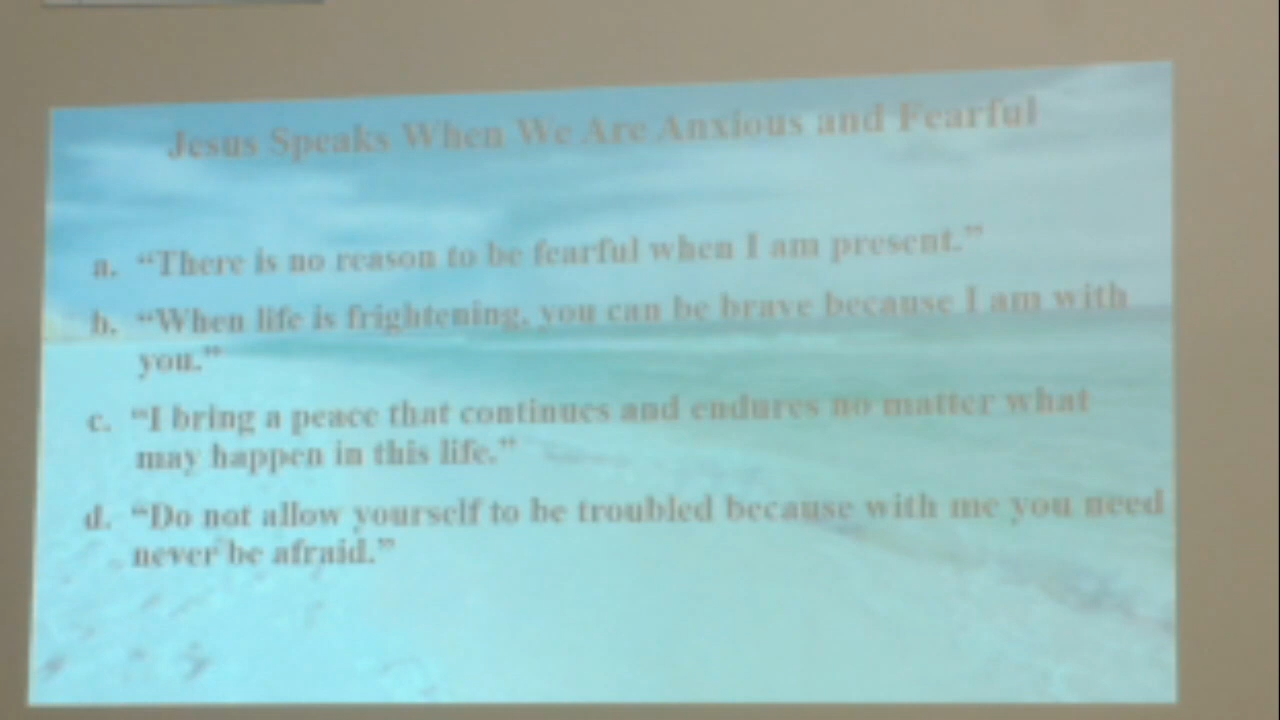 Jesus Speaks When We Are Anxious and Fearful
a. “There is no reason to be fearful when I am present.”
b. “When life is frightening, you can be brave because I am with
you.”
c. “I bring a peace that continues and endures no matter what
may happen in this life.”
d. “Do not allow yourself to be troubled because with me you need
never be afraid.”